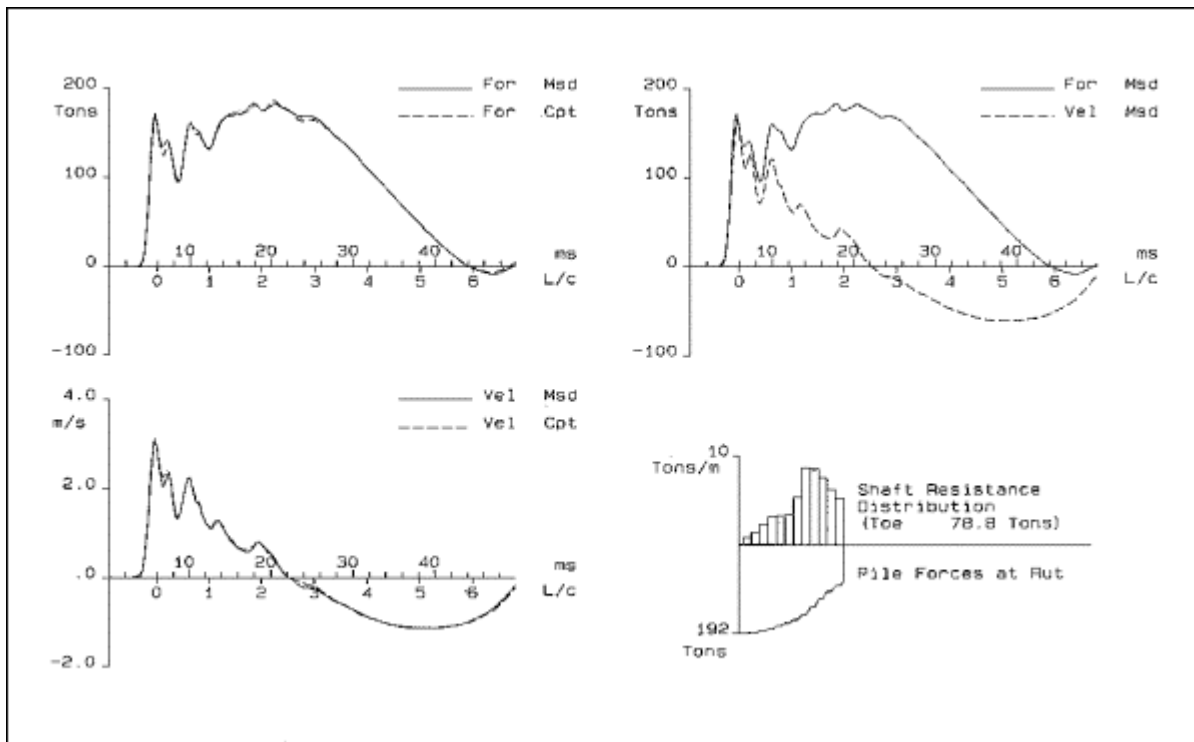 200
Tons
For Msd
For Cpt
100
10 20 30 40 ms
0
0 1 2 3 4 5 6 L/c
-100
200
Tons
For Msd
Vel Msd
100
10 20 30 40 ms
0
0 1 2 3 4 5 6 L/c
-100
4.0
m/s
Vel Msd
Vel Cpt
2.0
10 20 30 40 ms
.0
0 1 2 3 4 5 6 L/c
-2.0
10
Tons/m
Shaft Resistance
Distribution
(Toe 78.8 Tons)
Pile Forces at Rut
192
Tons